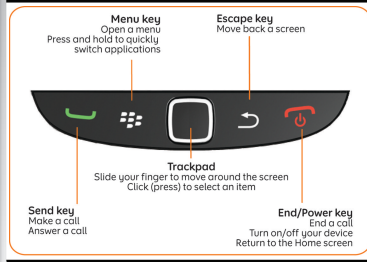 Menu key
Open a menu
Press and hold to quickly
switch applications
Escape key
Move back a screen
Trackpad
Slide your finger to move around the screen
Click (press) to select an item
Send key
Make a call
Answer a call
End/Power key
End a call
Turn on/off your device
Return to the Home screen